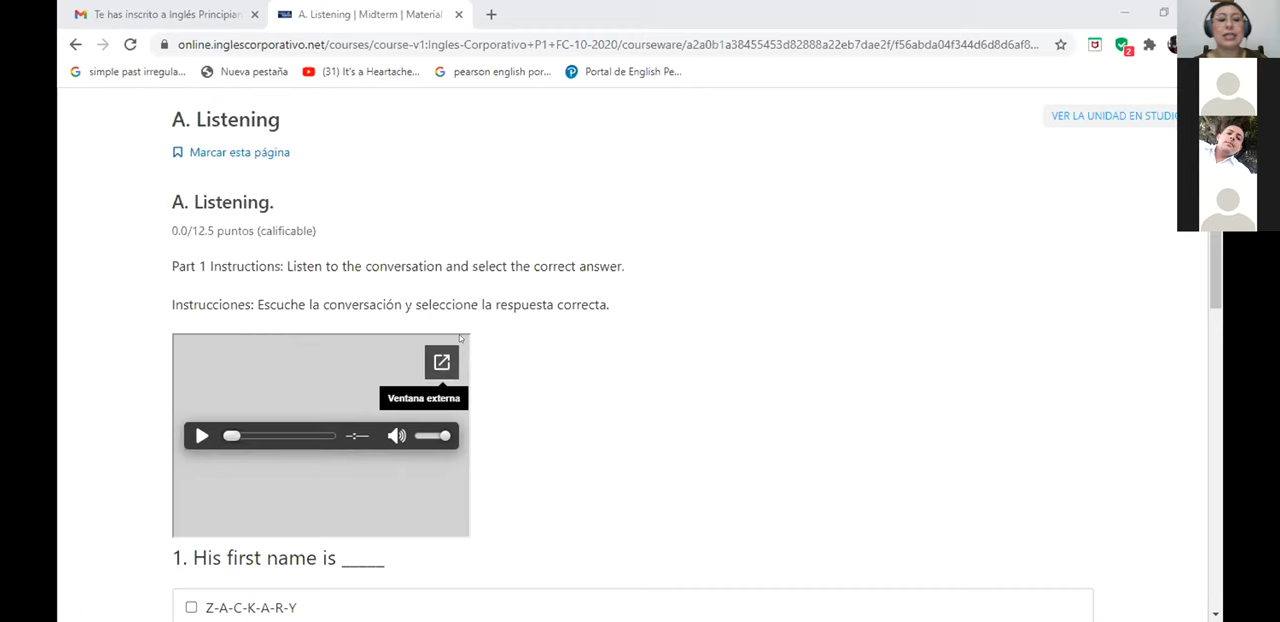 Te has inscrito a Inglés Principian
A. Listening | Midterm | Material
online.inglescorporativo.net/courses/course-v1:Ingles-Corporativo+P1+FC-10-2020/courseware/a2a0b1a38455453d82888a22eb7dae2f/f56abda04f344d6d8d6af8...
2
simple past irregula...
Nueva pestaña
(31) It's a Heartache...
pearson english por...
Portal de English Pe...
A. Listening
VER LA UNIDAD EN STUDIO
Marcar esta página
A. Listening.
0.0/12.5 puntos (calificable)
Part 1 Instructions: Listen to the conversation and select the correct answer.
Instrucciones: Escuche la conversación y seleccione la respuesta correcta.
Ventana externa
-:-
1. His first name is _____
Z-A-C-K-A-R-Y